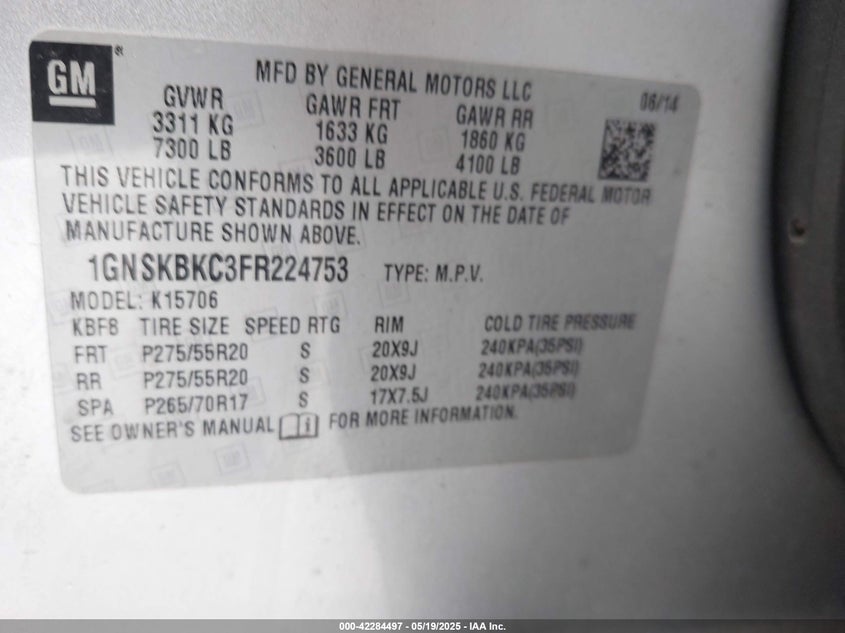 GM
®
MFD BY GENERAL MOTORS LLC
06/14
GVWR GAWR FRT GAWR RR
3311 KG 1633 KG 1860 KG
7300 LB 3600 LB 4100 LB
THIS VEHICLE CONFORMS TO ALL APPLICABLE U.S. FEDERAL MOTOR
VEHICLE SAFETY STANDARDS IN EFFECT ON THE DATE OF
MANUFACTURE SHOWN ABOVE.
1GNSKBKC3FR224753 TYPE: M.P.V.
MODEL: K15706
KBF8 TIRE SIZE SPEED RTG RIM COLD TIRE PRESSURE
FRT P275/55R20 S 20X9J 240KPA(35PSI)
RR P275/55R20 S 20X9J 240KPA(35PSI)
SPA P265/70R17 S 17X7.5J 240KPA(35PSI)
SEE OWNER'S MANUAL i FOR MORE INFORMATION.
000-42284497 - 05/19/2025 - IAA Inc.